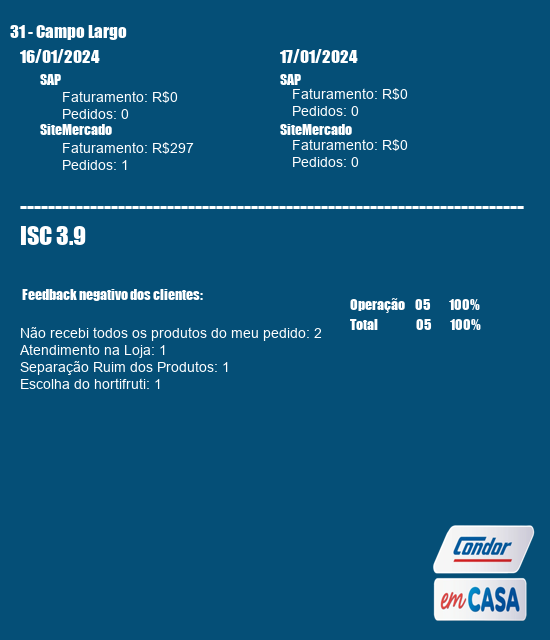 31 - Campo Largo
16/01/2024
SAP
Faturamento: R$0
Pedidos: 0
SiteMercado
Faturamento: R$297
Pedidos: 1
17/01/2024
SAP
Faturamento: R$0
Pedidos: 0
SiteMercado
Faturamento: R$0
Pedidos: 0
------------------------------------------------------------------------
ISC 3.9
Feedback negativo dos clientes:
Não recebi todos os produtos do meu pedido: 2
Atendimento na Loja: 1
Separação Ruim dos Produtos: 1
Escolha do hortifruti: 1
Operação 05 100%
Total 05 100%
Condor
em CASA